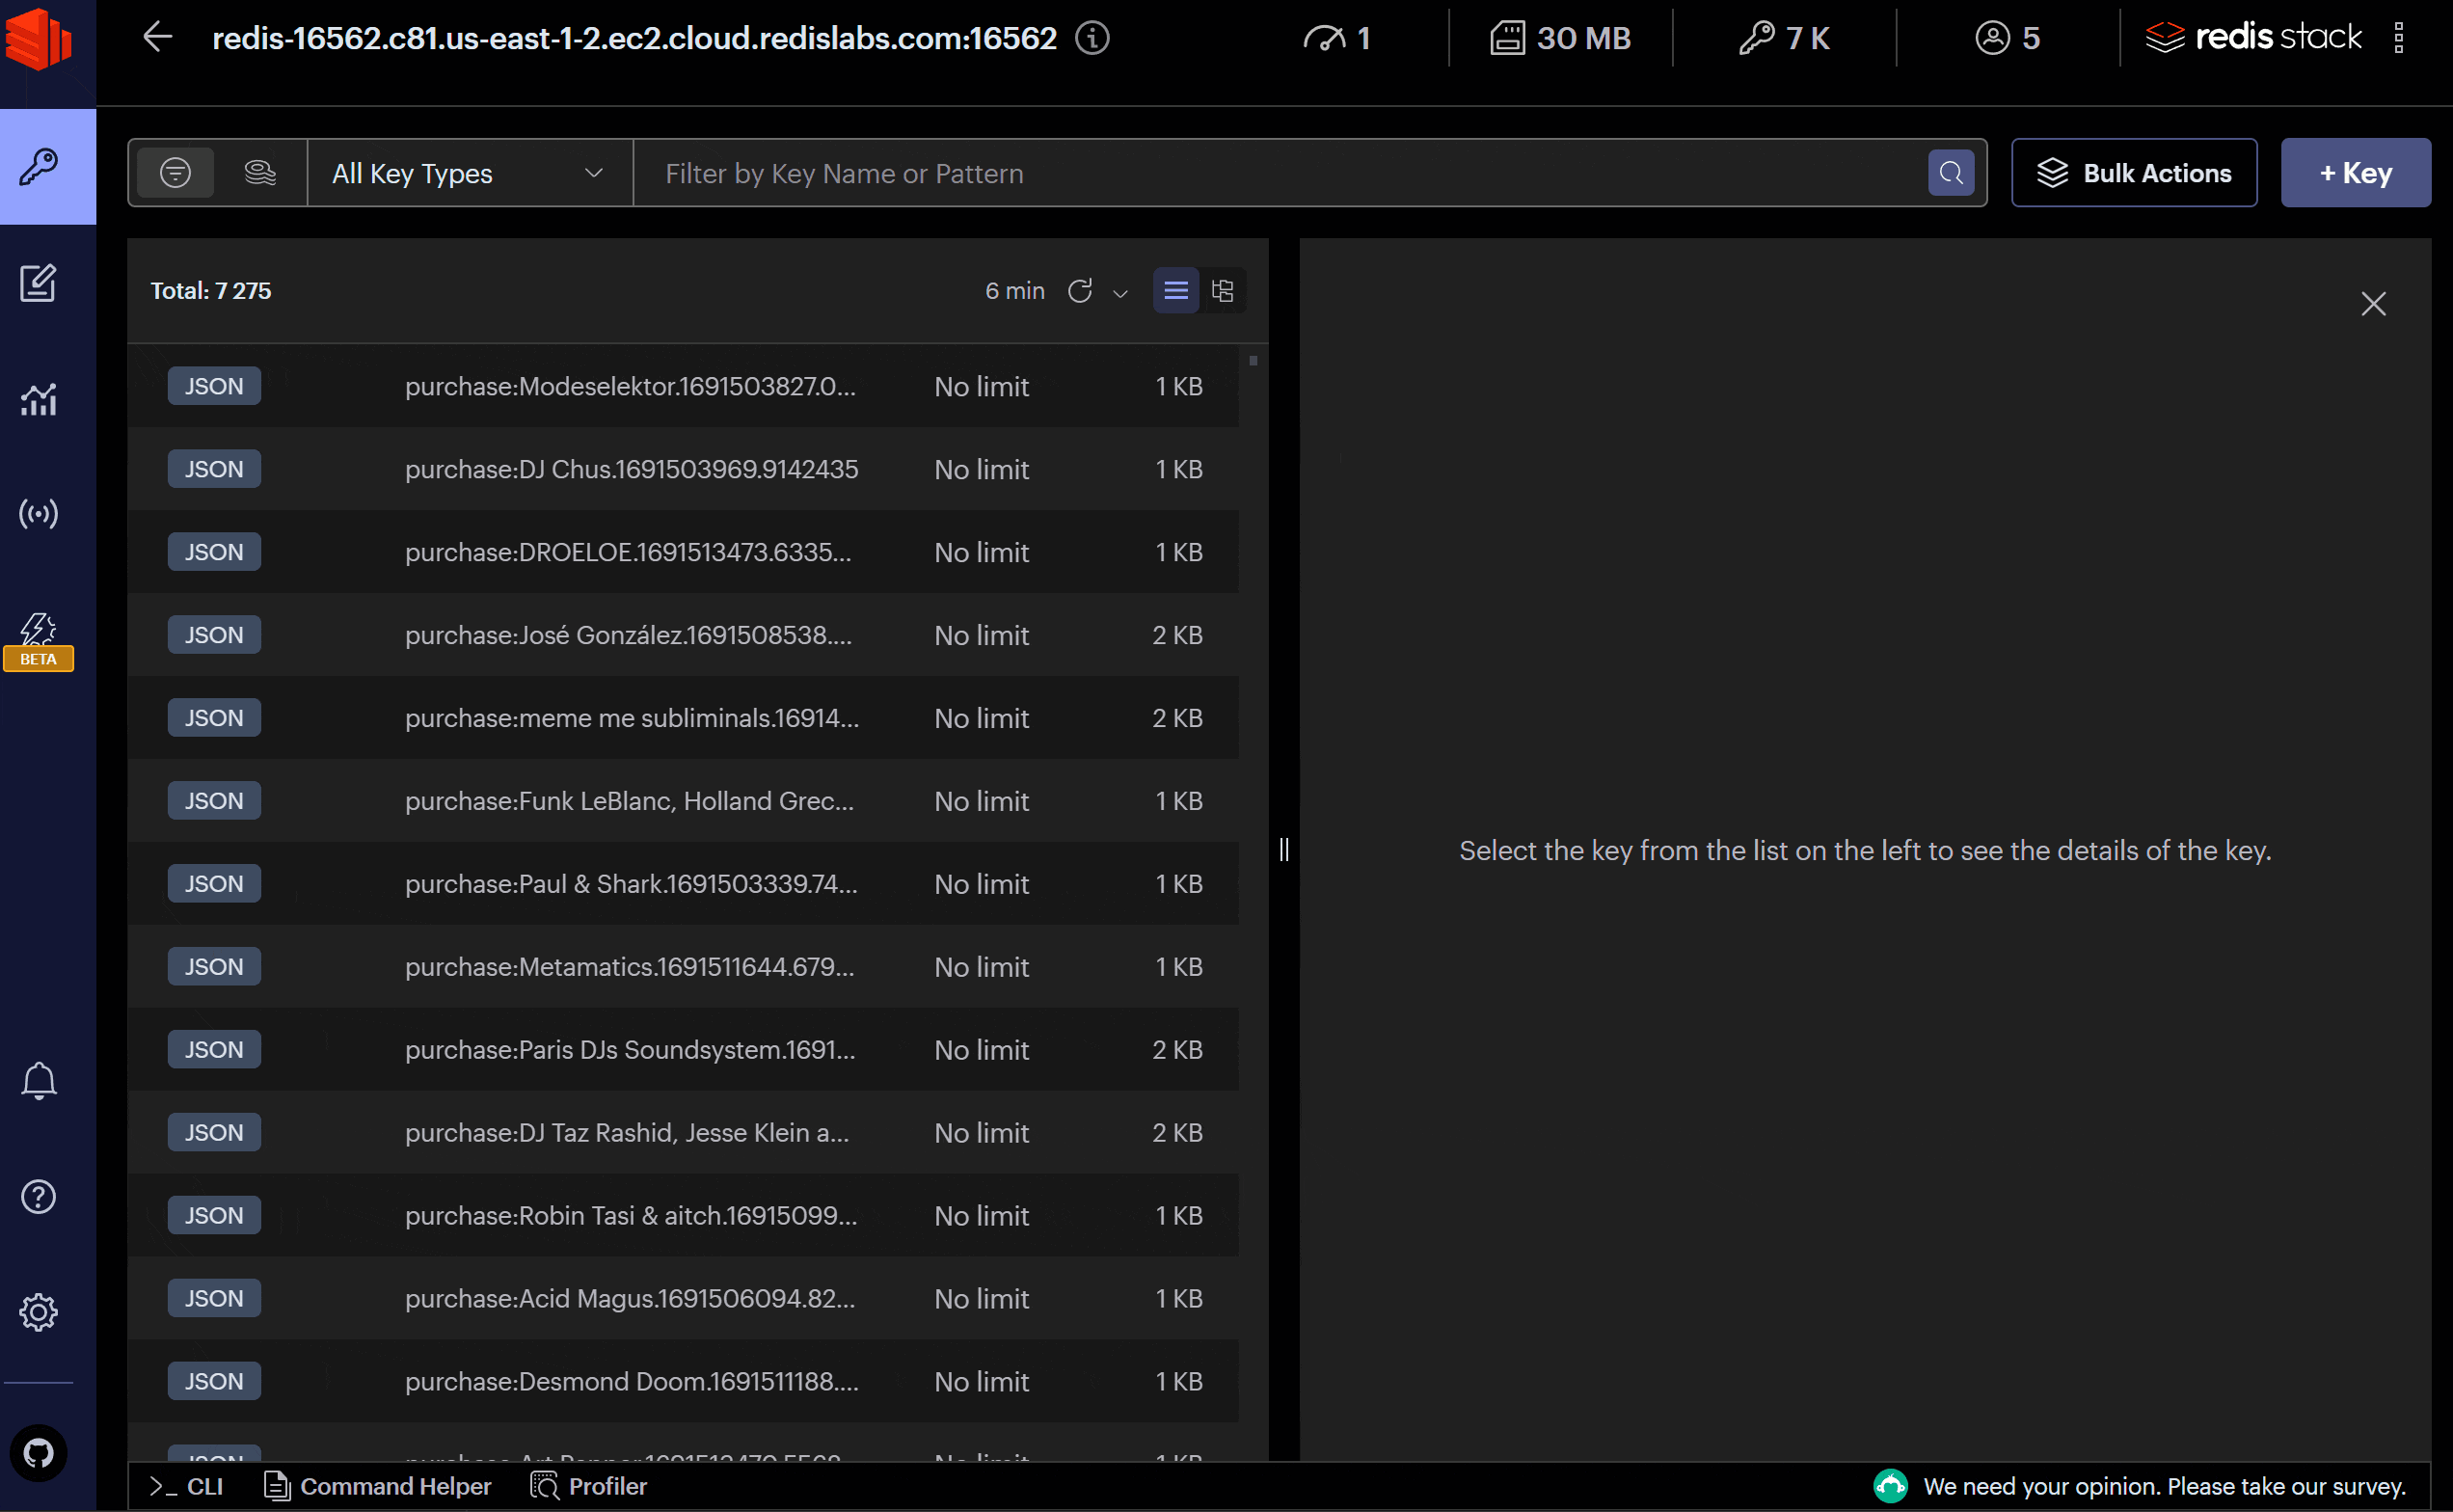 redis-16562.c81.us-east-1-2.ec2.cloud.redislabs.com:16562 1 30 MB 7 K 5 redis stack
All Key Types Filter by Key Name or Pattern Bulk Actions + Key
Total: 7 275 6 min
JSON purchase:Modeselektor.1691503827.0... No limit 1 KB
JSON purchase:DJ Chus.1691503969.9142435 No limit 1 KB
JSON purchase:DROELOE.1691513473.6335... No limit 1 KB
JSON purchase:José González.1691508538.... No limit 2 KB
BETA
JSON purchase:meme me subliminals.16914... No limit 2 KB
JSON purchase:Funk LeBlanc, Holland Grec... No limit 1 KB
Select the key from the list on the left to see the details of the key.
JSON purchase:Paul & Shark.1691503339.74... No limit 1 KB
JSON purchase:Metamatics.1691511644.679... No limit 1 KB
JSON purchase:Paris DJs Soundsystem.1691... No limit 2 KB
JSON purchase:DJ Taz Rashid, Jesse Klein a... No limit 2 KB
JSON purchase:Robin Tasi & aitch.16915099... No limit 1 KB
JSON purchase:Acid Magus.1691506094.82... No limit 1 KB
JSON purchase:Desmond Doom.1691511188.... No limit 1 KB
JSON No limit 1 KB
>_ CLI Command Helper Profiler We need your opinion. Please take our survey.